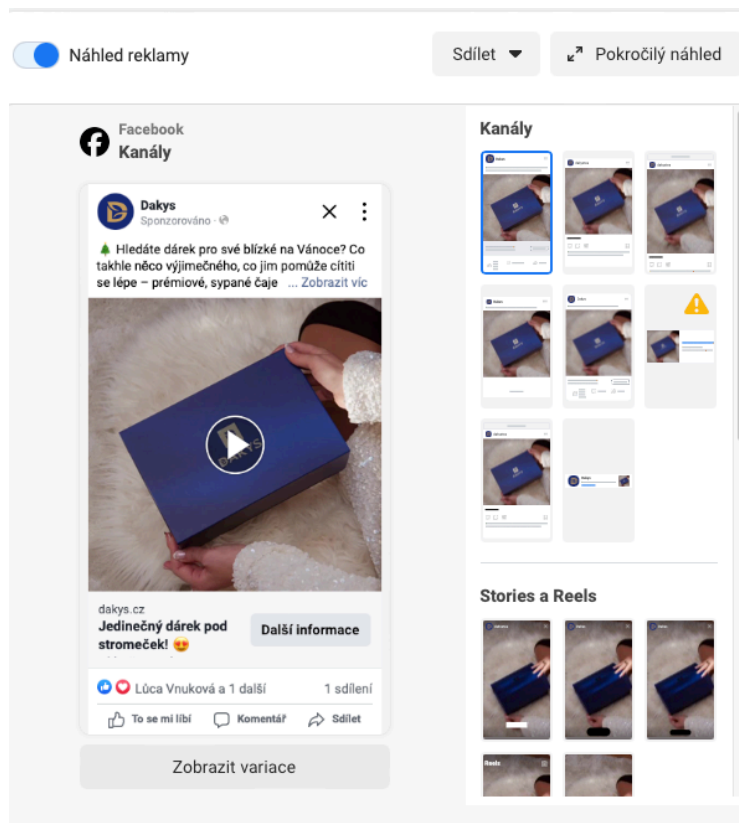 Náhled reklamy
Sdílet
Pokročilý náhled
Facebook
Kanály
Dakys
Sponzorováno ·
🌲 Hledáte dárek pro své blízké na Vánoce? Co
takhle něco výjimečného, co jim pomůže cítiti
se lépe – prémiové, sypané čaje ... Zobrazit víc
DAKYS
dakys.cz
Jedinečný dárek pod
stromeček! 😍
Další informace
Lůca Vnuková a 1 další
1 sdílení
To se mi líbí
Komentář
Sdílet
Zobrazit variace
Kanály
Stories a Reels
Reels